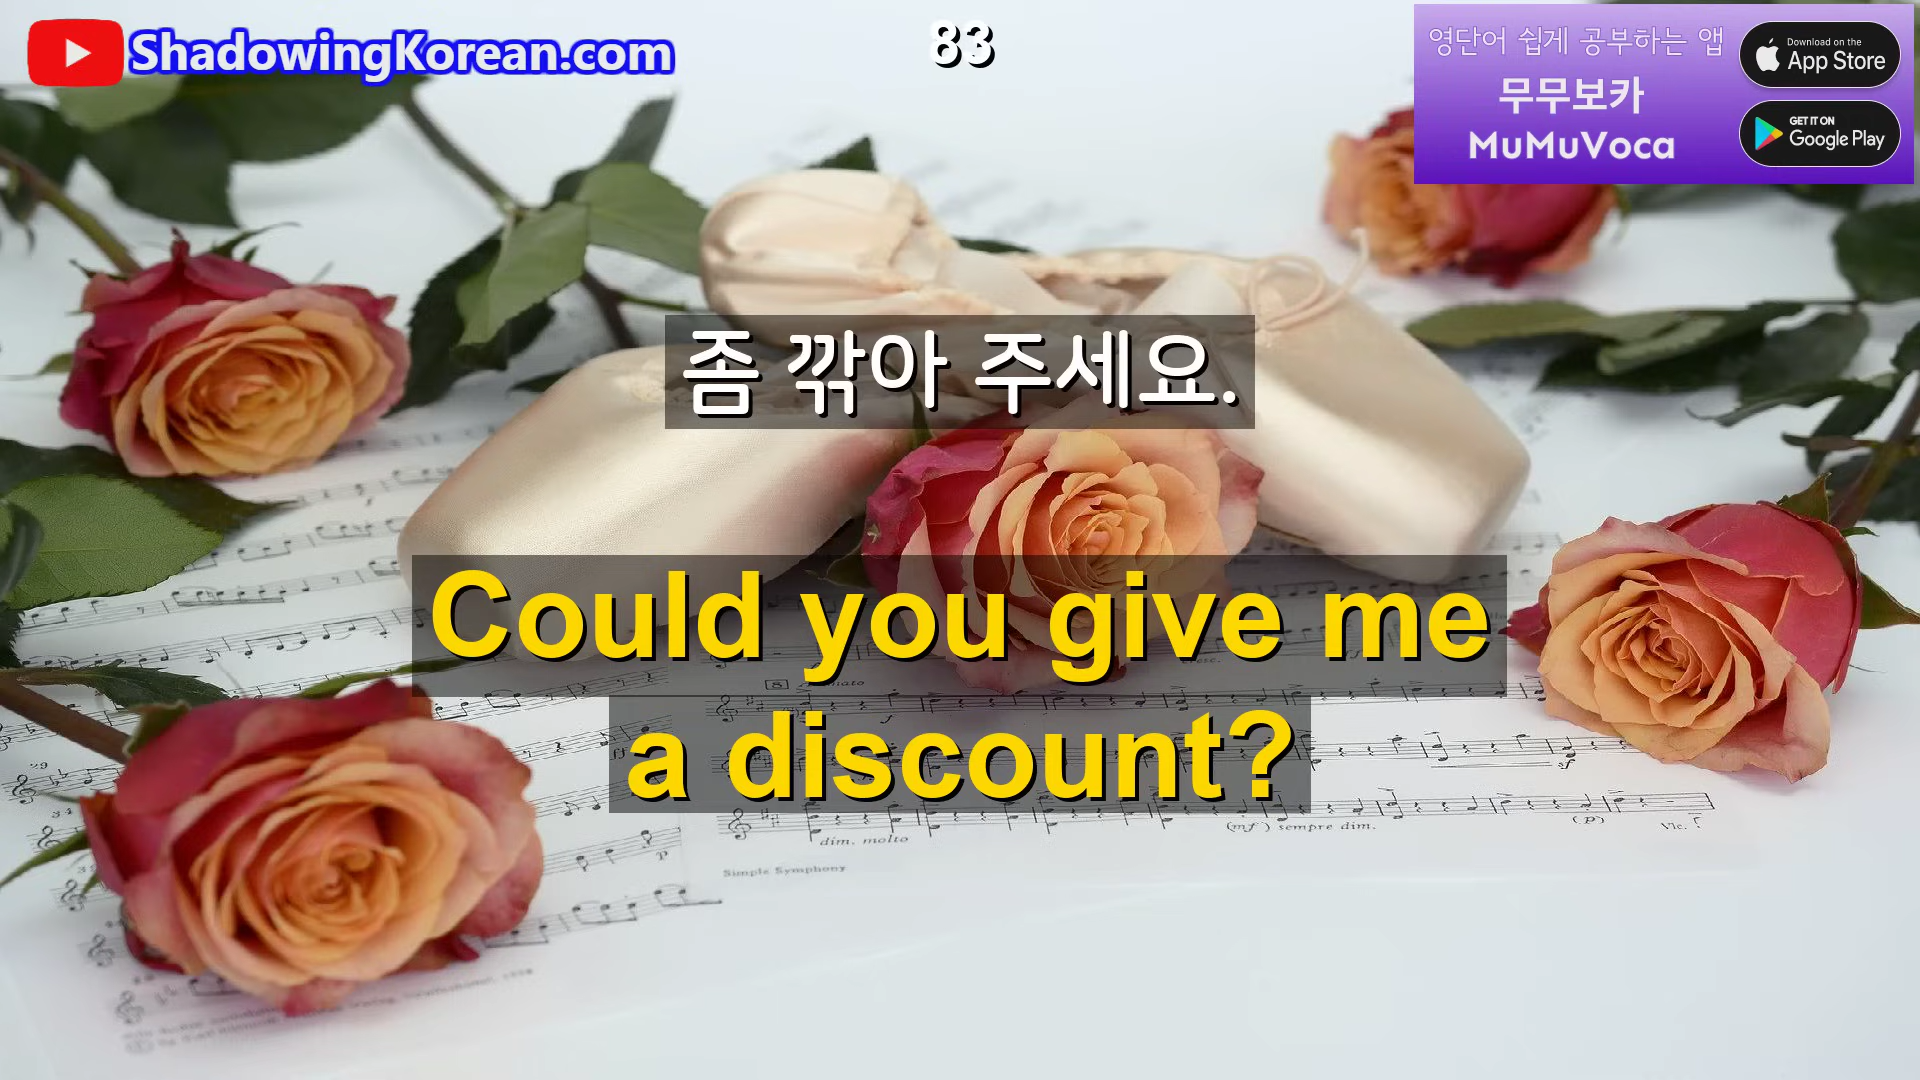 ShadowingKorean.com
83
영단어 쉽게 공부하는 앱
무무보카
MuMuVoca
Download on the
App Store
GET IT ON
Google Play
좀 깎아 주세요.
Could you give me
a discount?
dim. molto
(mf) sempre dim.
(p)
Vlc.
Simple Symphony